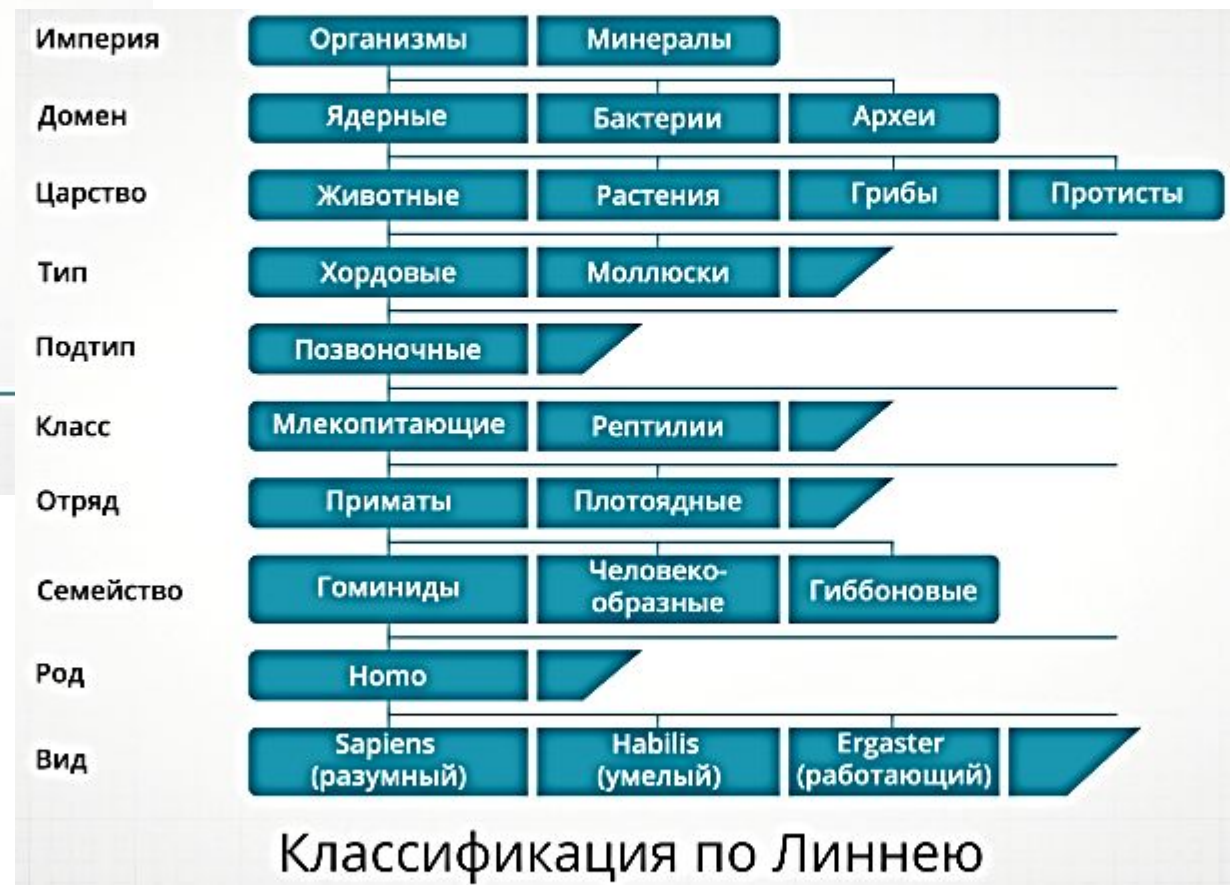 Империя Организмы Минералы
Домен Ядерные Бактерии Археи
Царство Животные Растения Грибы Протисты
Тип Хордовые Моллюски
Подтип Позвоночные
Класс Млекопитающие Рептилии
Отряд Приматы Плотоядные
Семейство Гоминиды Человеко-
образные Гиббоновые
Род Homo
Вид Sapiens
(разумный) Habilis
(умелый) Ergaster
(работающий)
Классификация по Линнею